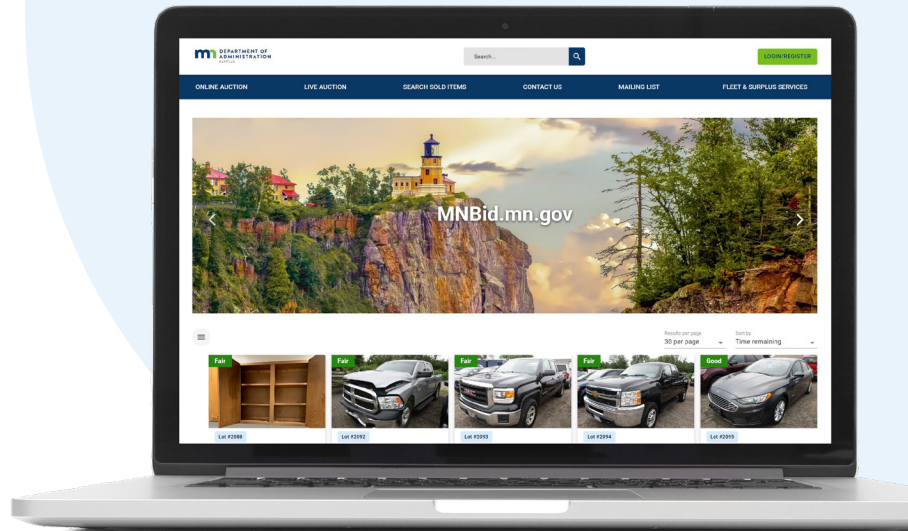 DEPARTMENT OF
ADMINISTRATION
SURPLUS
Search...
LOGIN/REGISTER
ONLINE AUCTION LIVE AUCTION SEARCH SOLD ITEMS CONTACT US MAILING LIST FLEET & SURPLUS SERVICES
MNBid.mn.gov
Results per page Sort by
30 per page Time remaining
Fair Fair Fair Fair Good
Lot #2088 Lot #2092 Lot #2093 Lot #2094 Lot #2095